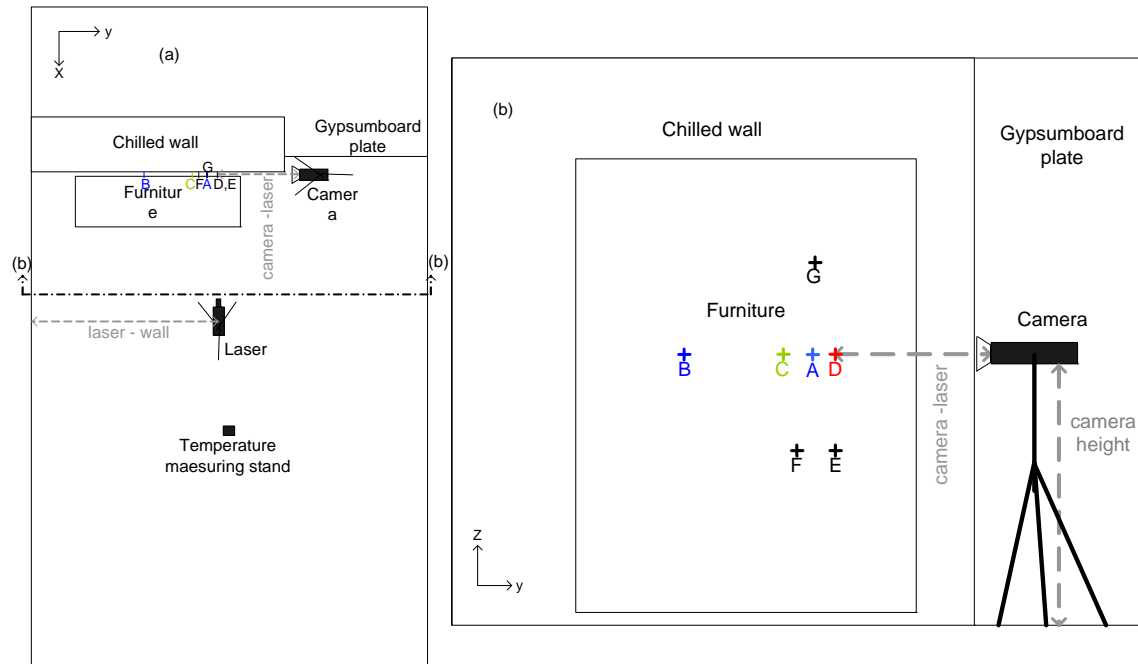 y
X
(a)
Chilled wall
Gypsumboard
plate
G
B
C
F
A
D,E
Furnitur
e
Camer
a
camera -laser
(b)
(b)
laser - wall
Laser
Temperature
maesuring stand
(b)
Chilled wall
Gypsumboard
plate
G
Furniture
Camera
B
C
A
D
camera -laser
camera
height
F
E
Z
y